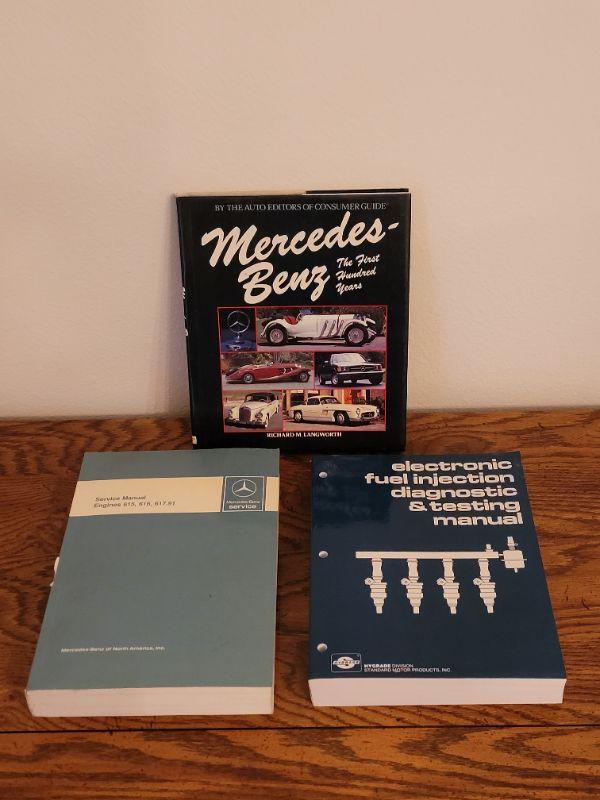 BY THE AUTO EDITORS OF CONSUMER GUIDE®
Mercedes-
Benz
The First
Hundred
Years
RICHARD M. LANGWORTH
Service Manual
Engines 615, 616, 617.91
Mercedes-Benz
service
Mercedes-Benz of North America, Inc.
electronic
fuel injection
diagnostic
& testing
manual
HYGRADE DIVISION
STANDARD MOTOR PRODUCTS, INC.